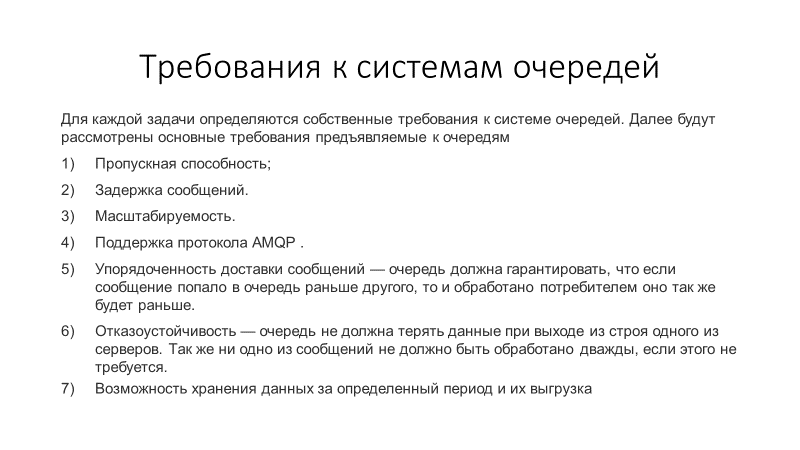 Требования к системам очередей
Для каждой задачи определяются собственные требования к системе очередей. Далее будут
рассмотрены основные требования предъявляемые к очередям
1) Пропускная способность;
2) Задержка сообщений.
3) Масштабируемость.
4) Поддержка протокола AMQP .
5) Упорядоченность доставки сообщений — очередь должна гарантировать, что если
сообщение попало в очередь раньше другого, то и обработано потребителем оно так же
будет раньше.
6) Отказоустойчивость — очередь не должна терять данные при выходе из строя одного из
серверов. Так же ни одно из сообщений не должно быть обработано дважды, если этого не
требуется.
7) Возможность хранения данных за определенный период и их выгрузка